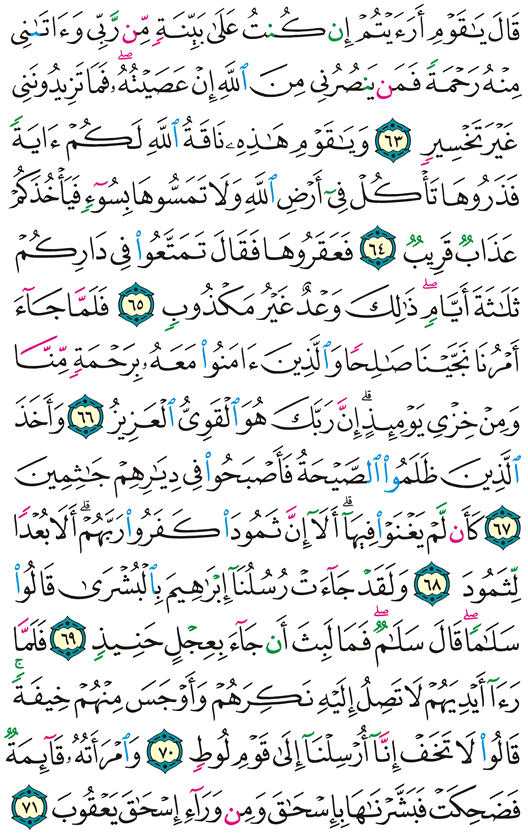 قَالَ يَٰقَوۡمِ أَرَءَيۡتُمۡ إِن كُنتُ عَلَىٰ بَيِّنَةٖ مِّن رَّبِّي وَءَاتَىٰنِي
مِنۡهُ رَحۡمَةٗ فَمَن يَنصُرُنِي مِنَ ٱللَّهِ إِنۡ عَصَيۡتُهُۥۖ فَمَا تَزِيدُونَنِي
غَيۡرَ تَخۡسِيرٖ ٦٣ وَيَٰقَوۡمِ هَٰذِهِۦ نَاقَةُ ٱللَّهِ لَكُمۡ ءَايَةٗۖ
فَذَرُوهَا تَأۡكُلۡ فِيٓ أَرۡضِ ٱللَّهِۖ وَلَا تَمَسُّوهَا بِسُوٓءٖ فَيَأۡخُذَكُمۡ
عَذَابٞ قَرِيبٞ ٦٤ فَعَقَرُوهَا فَقَالَ تَمَتَّعُواْ فِي دَارِكُمۡ
ثَلَٰثَةَ أَيَّامٖۖ ذَٰلِكَ وَعۡدٌ غَيۡرُ مَكۡذُوبٖ ٦٥ فَلَمَّا جَآءَ
أَمۡرُنَا نَجَّيۡنَا صَٰلِحٗا وَٱلَّذِينَ ءَامَنُواْ مَعَهُۥ بِرَحۡمَةٖ مِّنَّا
وَمِنۡ خِزۡيِ يَوۡمِئِذٍۚ إِنَّ رَبَّكَ هُوَ ٱلۡقَوِيُّ ٱلۡعَزِيزُ ٦٦ وَأَخَذَ
ٱلَّذِينَ ظَلَمُواْ ٱلصَّيۡحَةُ فَأَصۡبَحُواْ فِي دِيَٰرِهِمۡ جَٰثِمِينَ
٦٧ كَأَن لَّمۡ يَغۡنَوۡاْ فِيهَآۗ أَلَآ إِنَّ ثَمُودَاْ كَفَرُواْ رَبَّهُمۡۗ أَلَا بُعۡدٗا
لِّثَمُودَ ٦٨ وَلَقَدۡ جَآءَتۡ رُسُلُنَآ إِبۡرَٰهِيمَ بِٱلۡبُشۡرَىٰ قَالُواْ
سَلَٰمٗاۖ قَالَ سَلَٰمٞۖ فَمَا لَبِثَ أَن جَآءَ بِعِجۡلٍ حَنِيذٖ ٦٩ فَلَمَّا
رَءَآ أَيۡدِيَهُمۡ لَا تَصِلُ إِلَيۡهِ نَكِرَهُمۡ وَأَوۡجَسَ مِنۡهُمۡ خِيفَةٗۚ
قَالُواْ لَا تَخَفۡ إِنَّآ أُرۡسِلۡنَآ إِلَىٰ قَوۡمِ لُوطٖ ٧٠ وَٱمۡرَأَتُهُۥ قَآئِمَةٞ
فَضَحِكَتۡ فَبَشَّرۡنَٰهَا بِإِسۡحَٰقَ وَمِن وَرَآءِ إِسۡحَٰقَ يَعۡقُوبَ ٧١